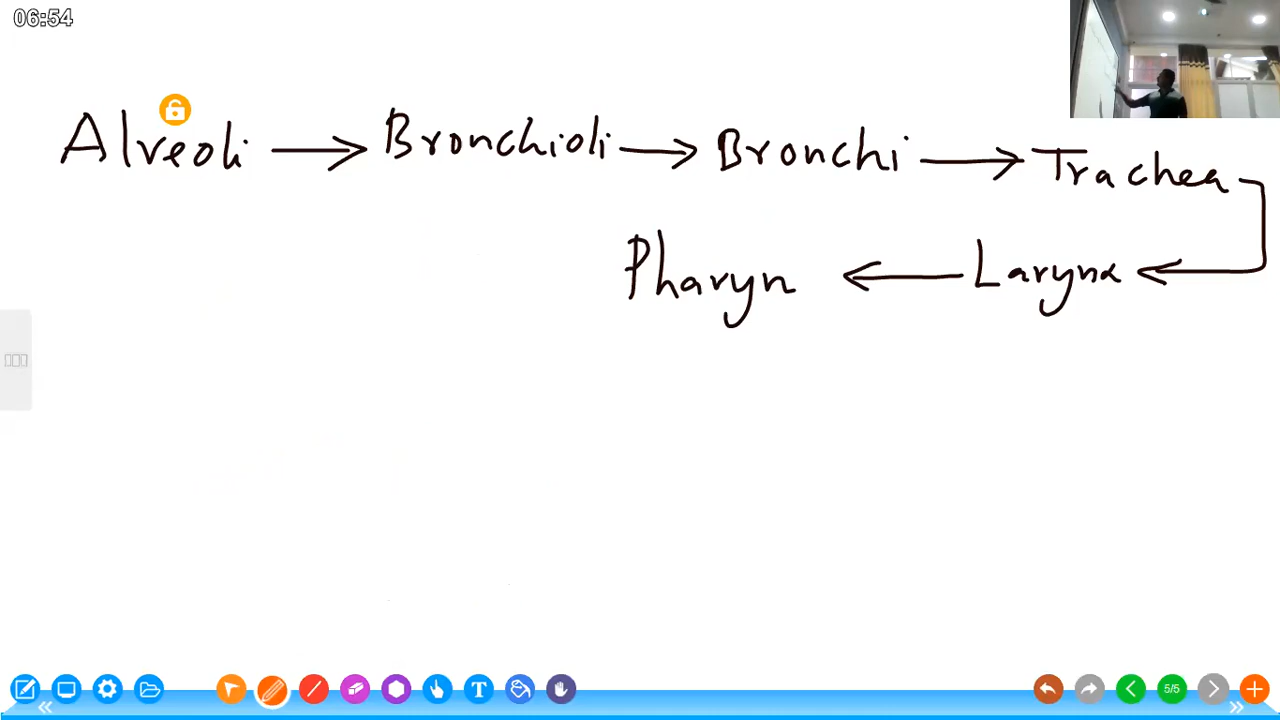 06:54
Alveoli → Bronchioli → Bronchi → Trachea
Pharyn ← Larynx ←
T
5/5